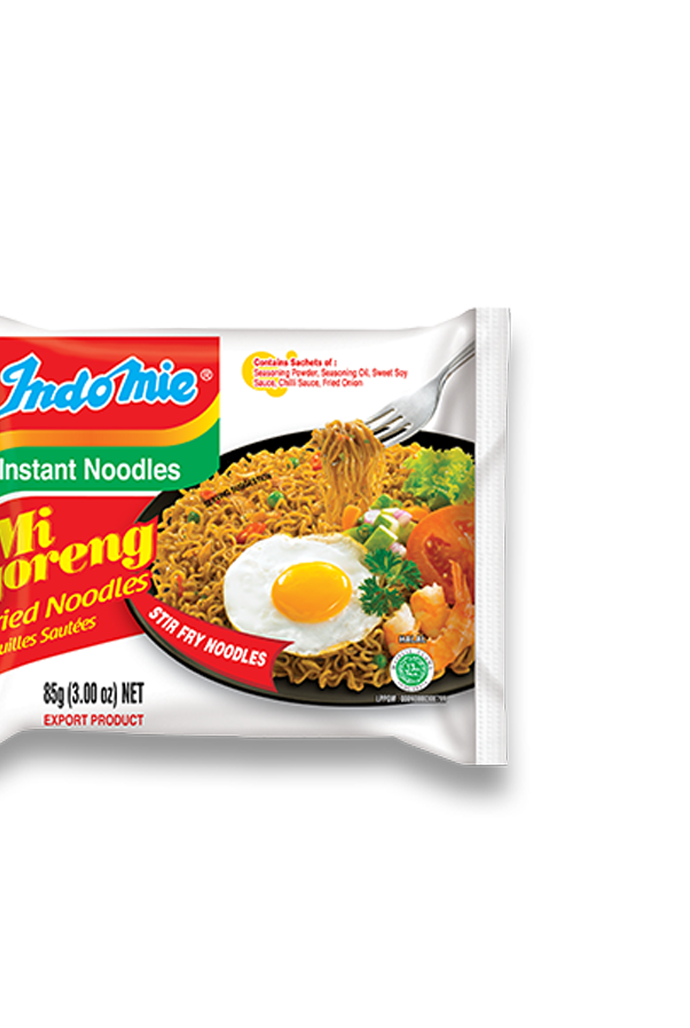 Indomie®
Instant Noodles
Mi
goreng
ried Noodles
uilles Sautées
Contains Sachets of :
Seasoning Powder, Seasoning Oil, Sweet Soy
Sauce, Chilli Sauce, Fried Onion
STIR FRY NOODLES
HALAL
85g (3.00 oz) NET
EXPORT PRODUCT